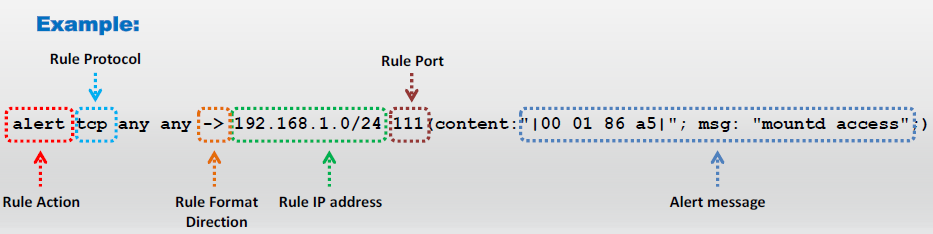 Example:
Rule Protocol
Rule Port
alert tcp any any -> 192.168.1.0/24 111(content:"|00 01 86 a5|"; msg: "mountd access";)
Rule Action
Rule Format
Direction
Rule IP address
Alert message